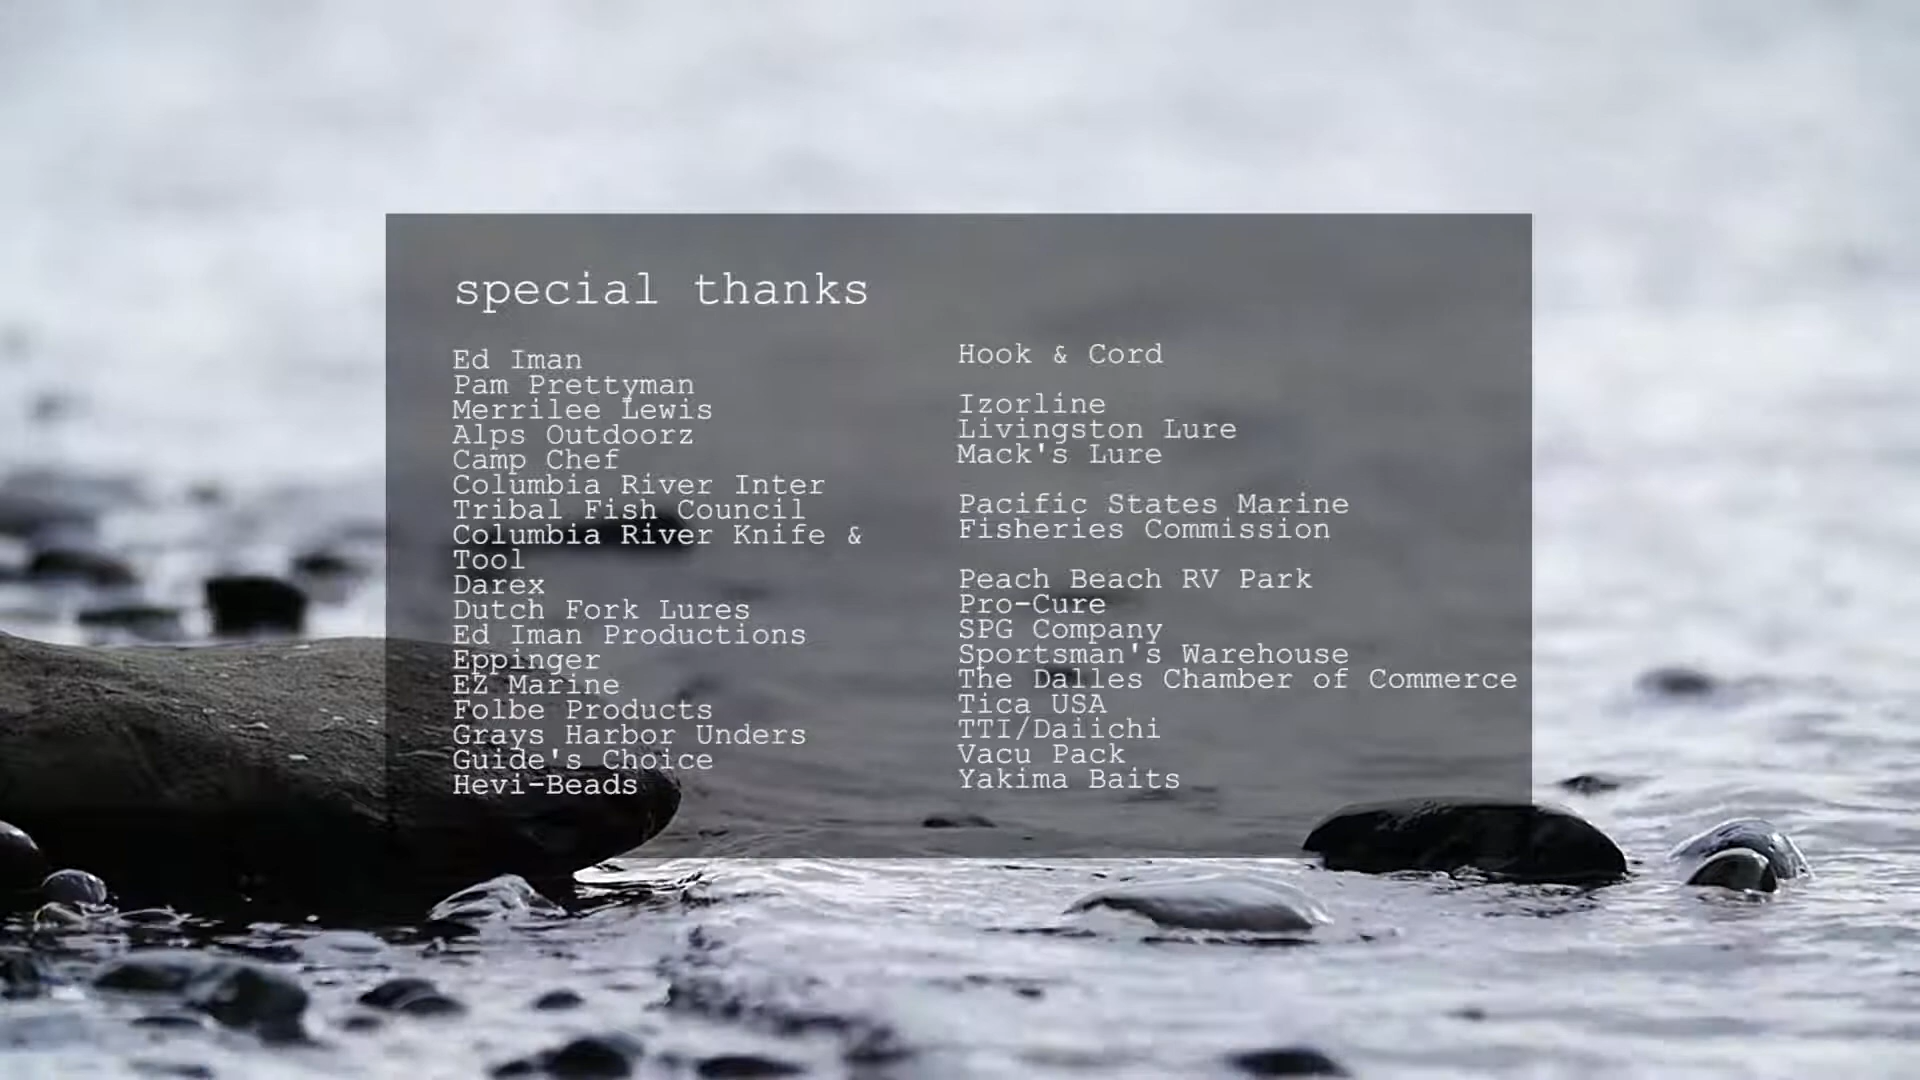 special thanks
Ed Iman
Pam Prettyman
Merrilee Lewis
Alps Outdoorz
Camp Chef
Columbia River Inter
Tribal Fish Council
Columbia River Knife &
Tool
Darex
Dutch Fork Lures
Ed Iman Productions
Eppinger
EZ Marine
Folbe Products
Grays Harbor Unders
Guide's Choice
Hevi-Beads
Hook & Cord
Izorline
Livingston Lure
Mack's Lure
Pacific States Marine
Fisheries Commission
Peach Beach RV Park
Pro-Cure
SPG Company
Sportsman's Warehouse
The Dalles Chamber of Commerce
Tica USA
TTI/Daiichi
Vacu Pack
Yakima Baits